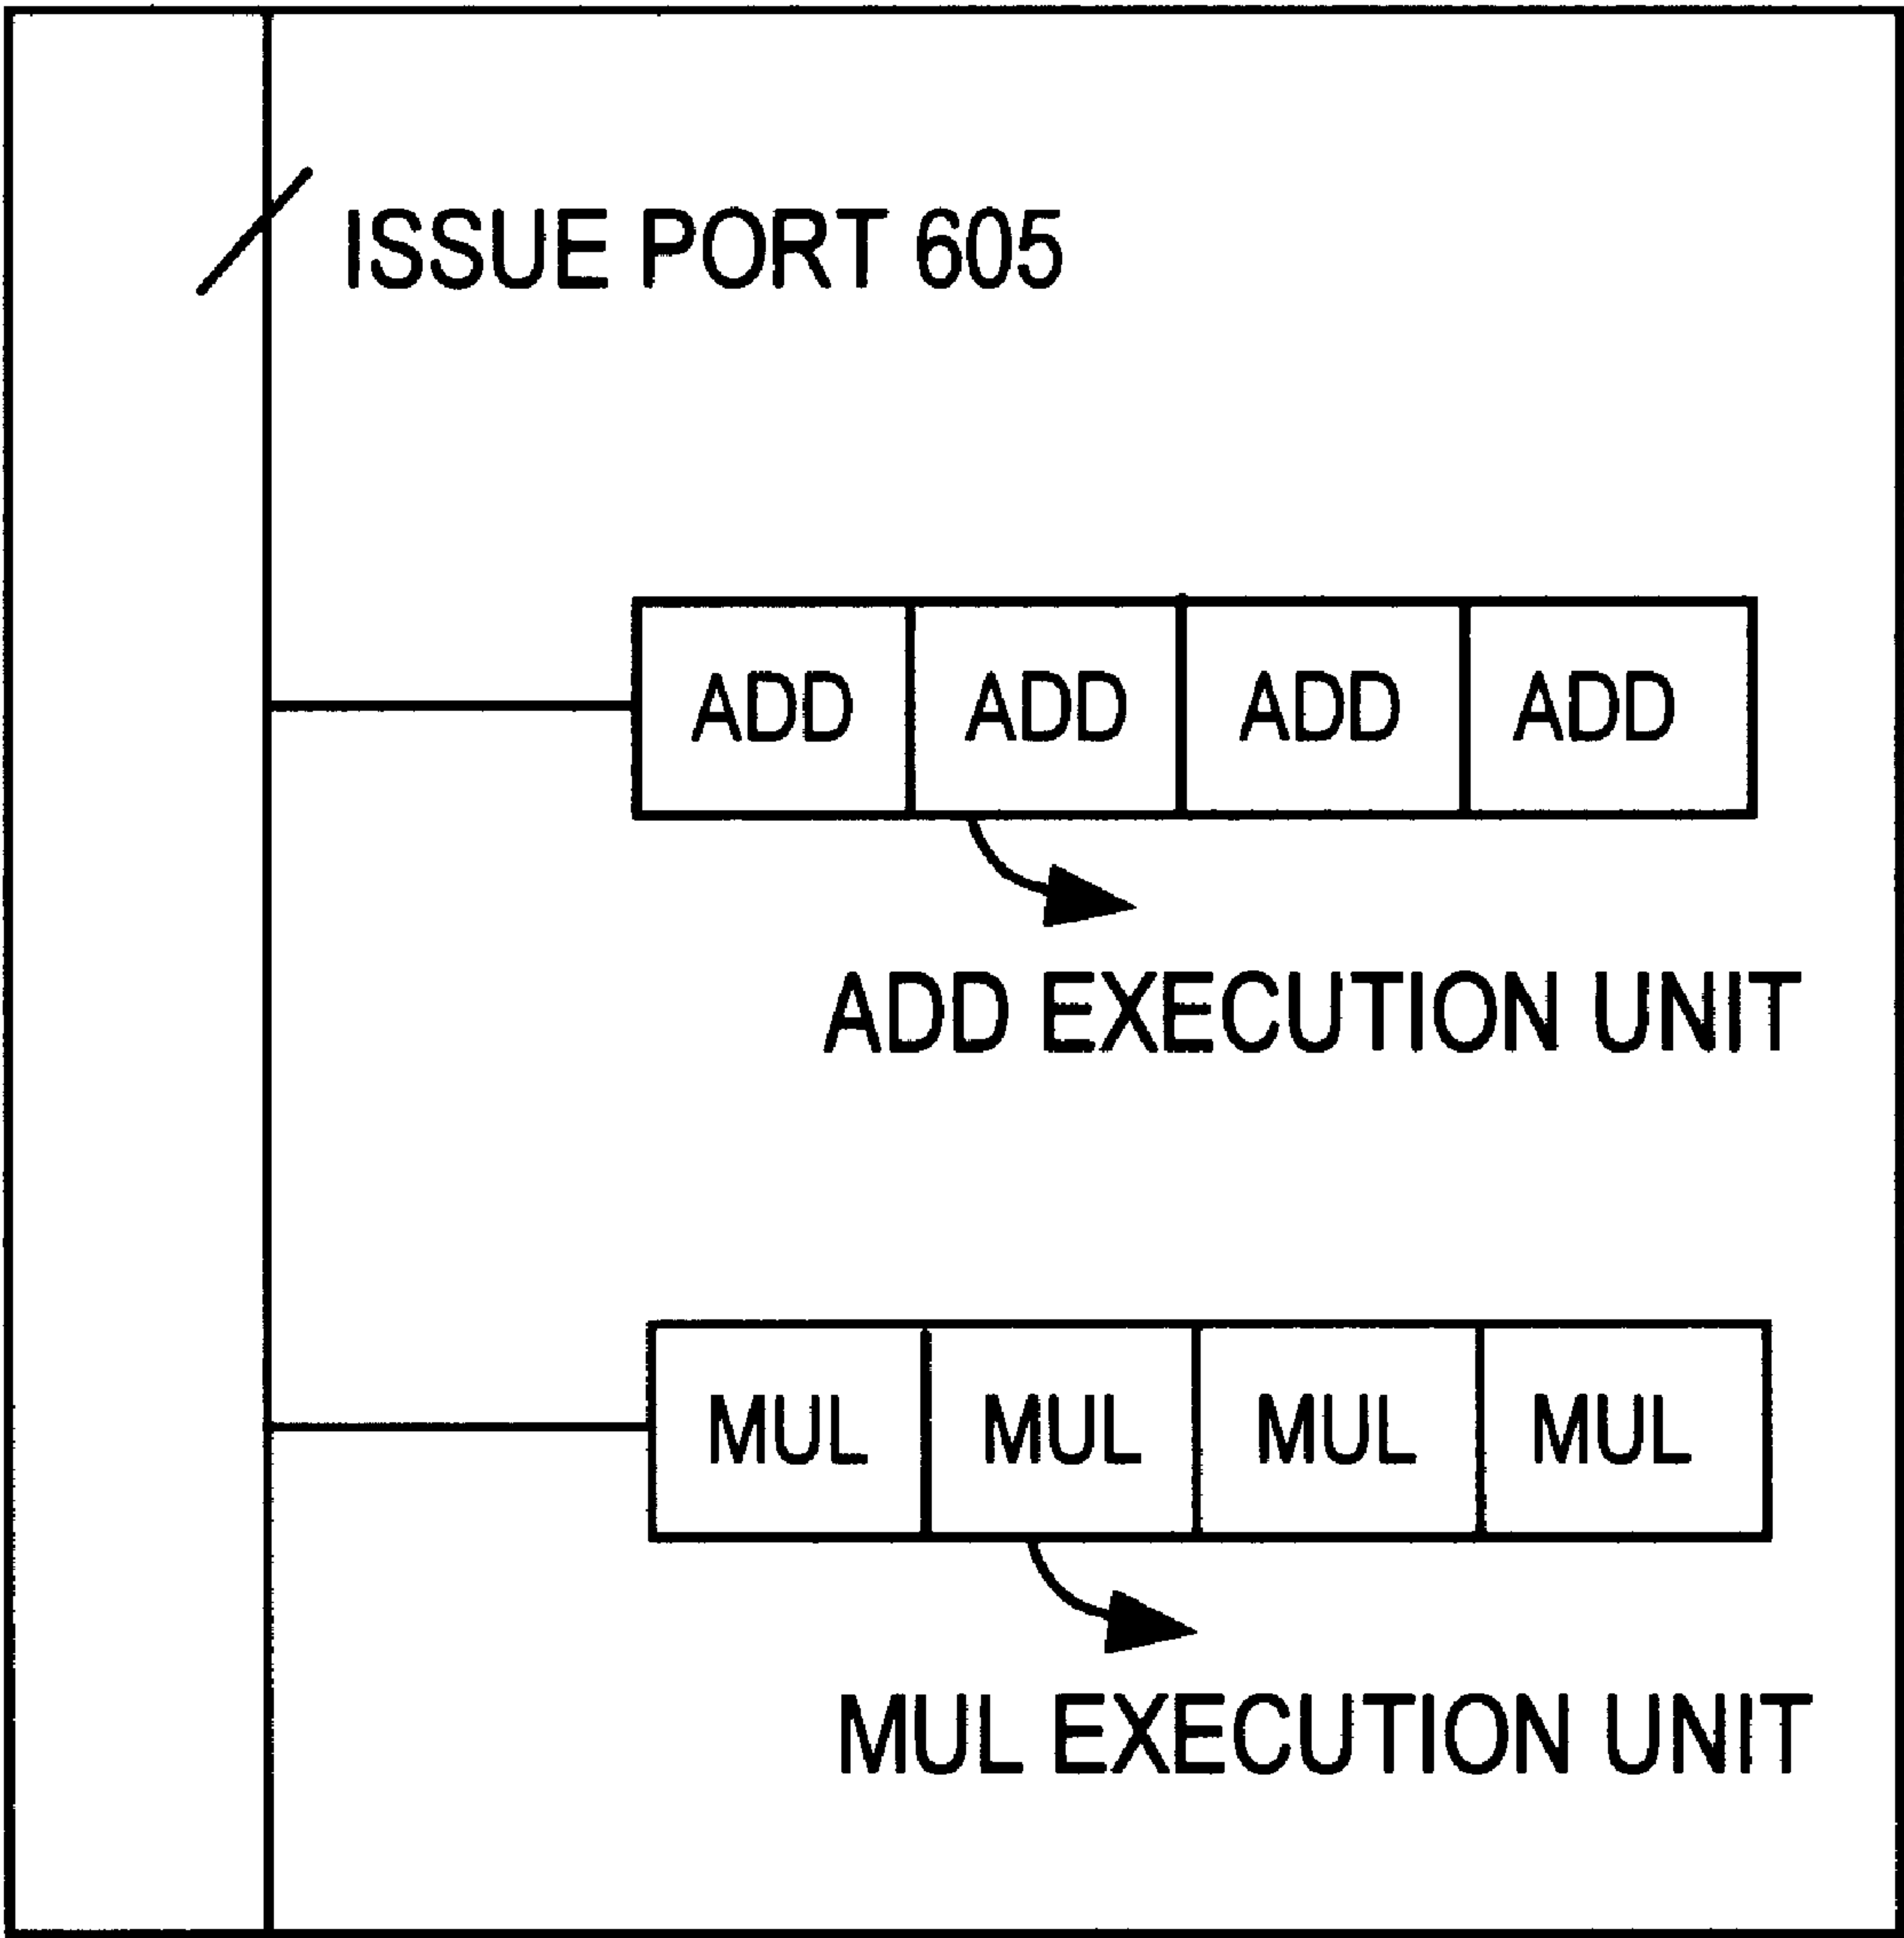 ISSUE PORT 605
ADD ADD ADD ADD
ADD EXECUTION UNIT
MUL MUL MUL MUL
MUL EXECUTION UNIT